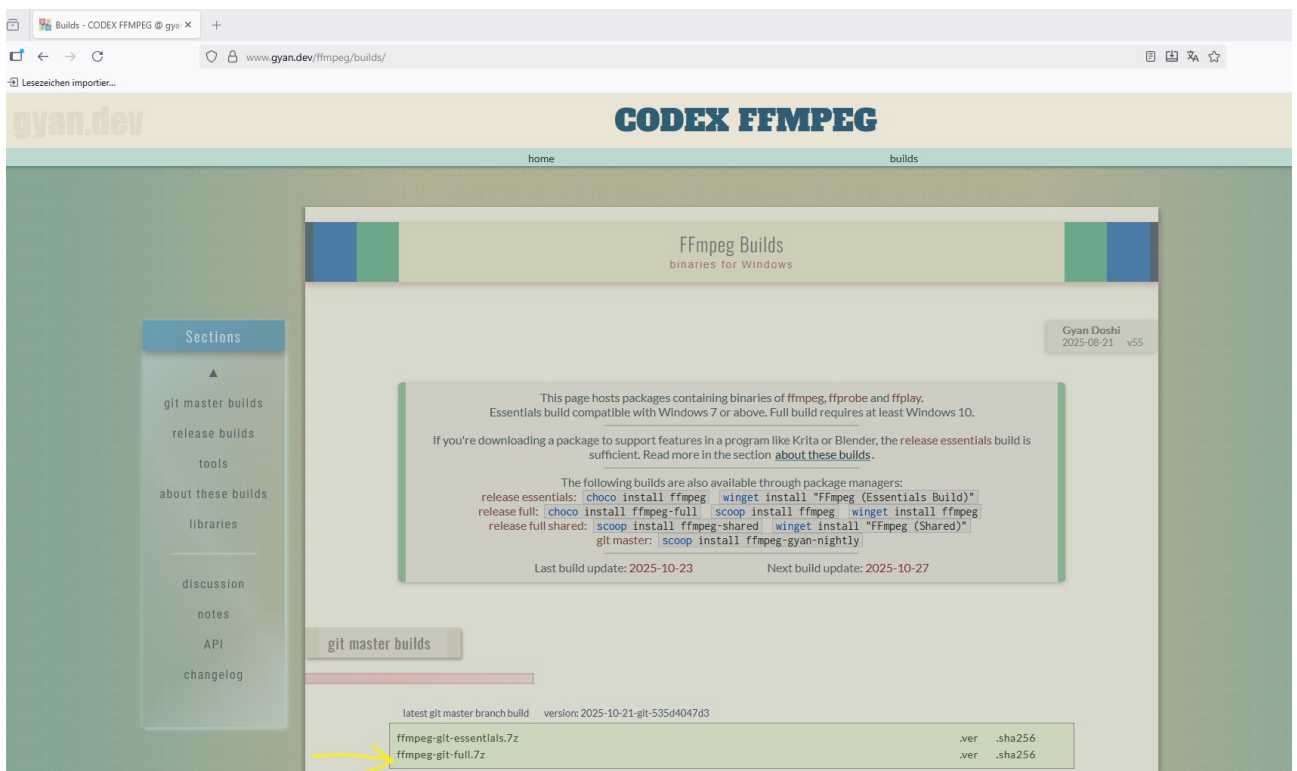 Builds - CODEX FFMPEG @ gya
www.gyan.dev/ffmpeg/builds/
Lesezeichen importier...
gyan.dev
CODEX FFMPEG
home builds
FFmpeg Builds
binaries for Windows
Sections
▲
git master builds
release builds
tools
about these builds
libraries
discussion
notes
API
changelog
Gyan Doshi
2025-08-21 v55
This page hosts packages containing binaries of ffmpeg, ffprobe and ffplay.
Essentials build compatible with Windows 7 or above. Full build requires at least Windows 10.
If you're downloading a package to support features in a program like Krita or Blender, the release essentials build is
sufficient. Read more in the section about these builds.
The following builds are also available through package managers:
release essentials: choco install ffmpeg winget install "FFmpeg (Essentials Build)"
release full: choco install ffmpeg-full scoop install ffmpeg winget install ffmpeg
release full shared: scoop install ffmpeg-shared winget install "FFmpeg (Shared)"
git master: scoop install ffmpeg-gyan-nightly
Last build update: 2025-10-23 Next build update: 2025-10-27
git master builds
latest git master branch build version: 2025-10-21-git-535d4047d3
ffmpeg-git-essentials.7z .ver .sha256
ffmpeg-git-full.7z .ver .sha256